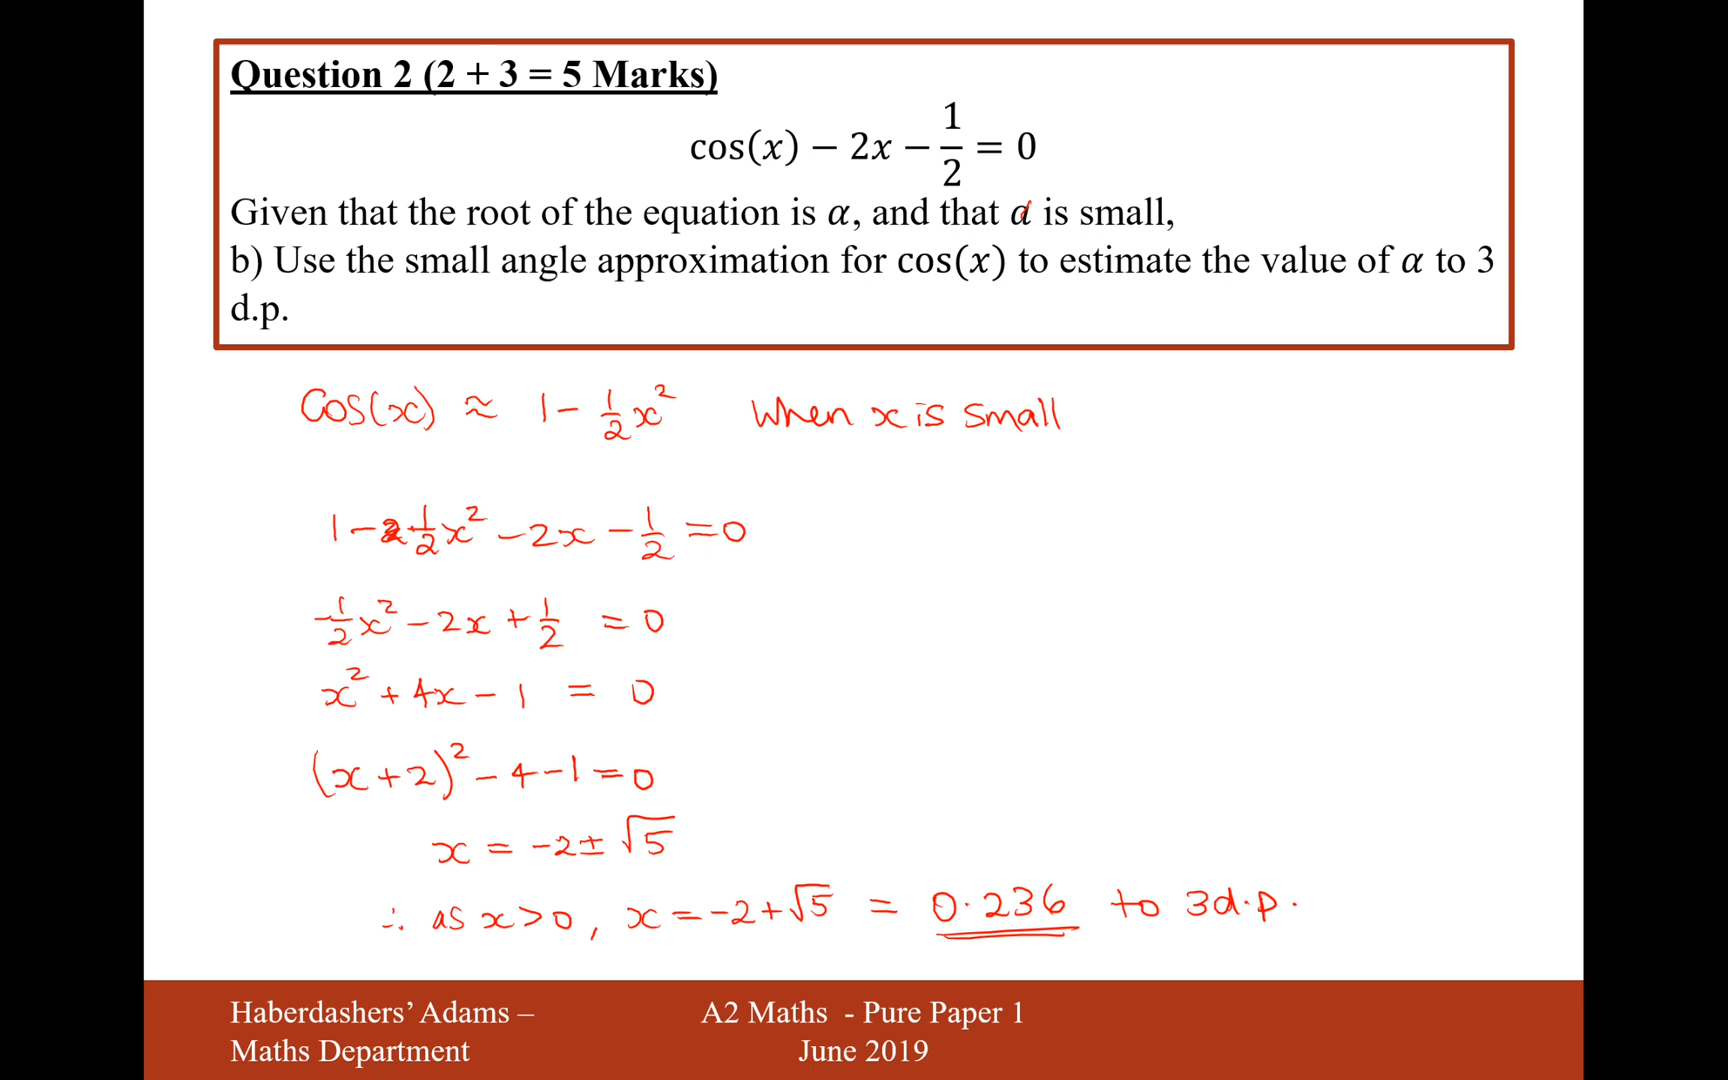 Question 2 (2 + 3 = 5 Marks)
cos(x) − 2x − 1/2 = 0
Given that the root of the equation is α, and that α is small,
b) Use the small angle approximation for cos(x) to estimate the value of α to 3
d.p.
Cos(x) ≈ 1 − 1/2 x² when x is small
1 − 1/2 x² − 2x − 1/2 = 0
−1/2 x² − 2x + 1/2 = 0
x² + 4x − 1 = 0
(x+2)² − 4 − 1 = 0
x = −2 ± √5
∴ as x > 0, x = −2 + √5 = 0.236 to 3d.p.
Haberdashers’ Adams –
Maths Department
A2 Maths - Pure Paper 1
June 2019